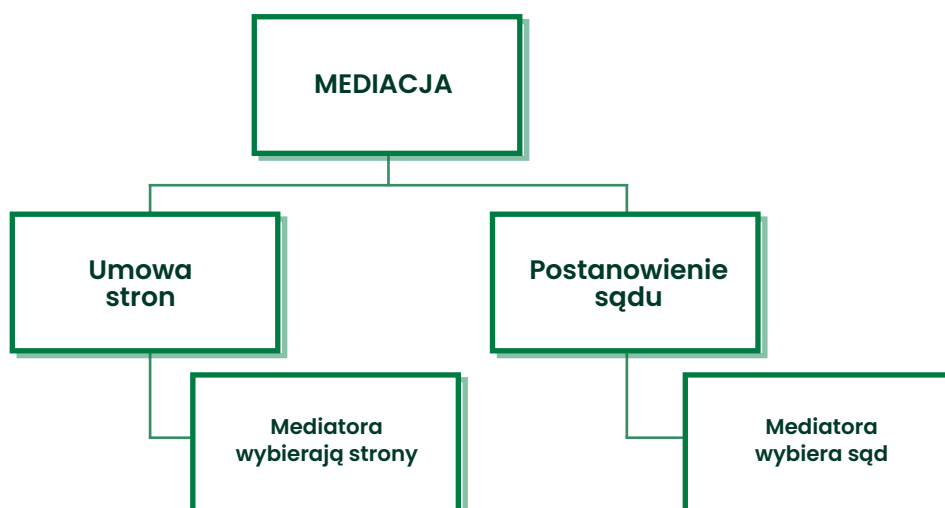 MEDIACJA
Umowa
stron
Postanowienie
sądu
Mediatora
wybierają strony
Mediatora
wybiera sąd